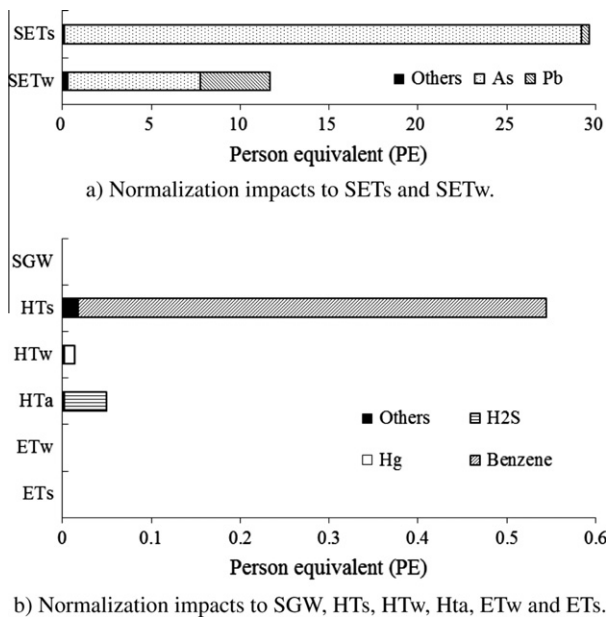 SETs
SETw
Others As Pb
0 5 10 15 20 25 30
Person equivalent (PE)
a) Normalization impacts to SETs and SETw.
SGW
HTs
HTw
HTa
Others H2S
ETw
Hg Benzene
ETs
0 0.1 0.2 0.3 0.4 0.5 0.6
Person equivalent (PE)
b) Normalization impacts to SGW, HTs, HTw, Hta, ETw and ETs.